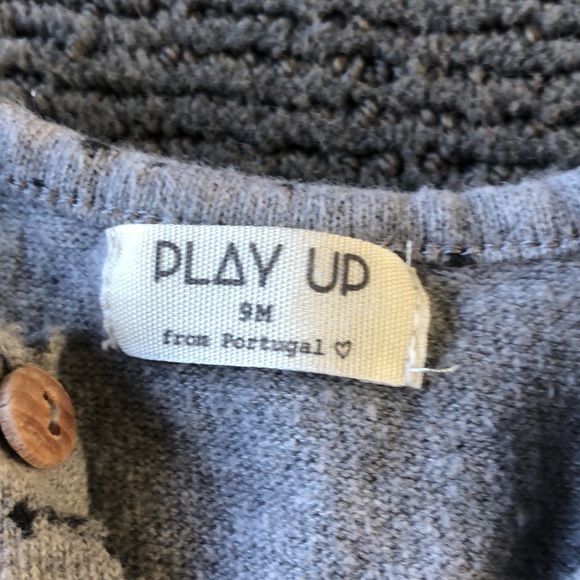 PLAY UP
9M
from Portugal ♡